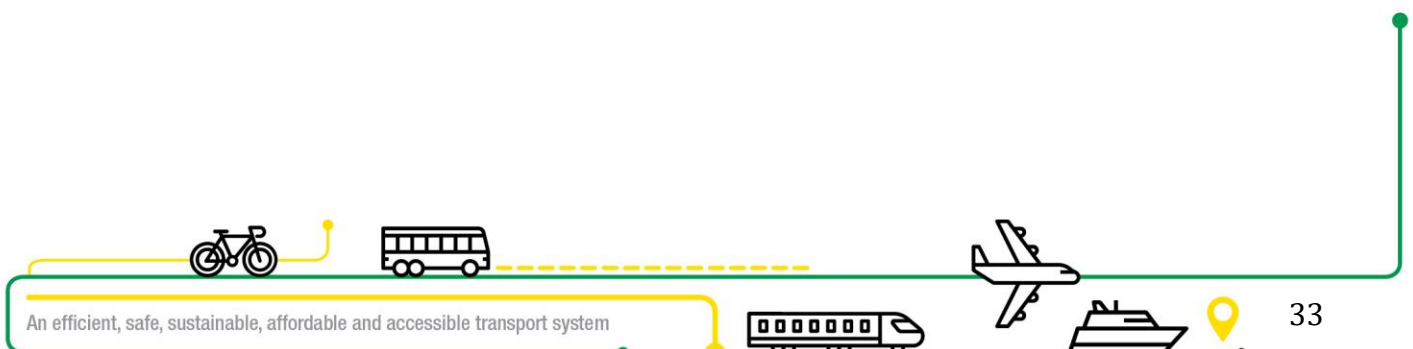 An efficient, safe, sustainable, affordable and accessible transport system
33